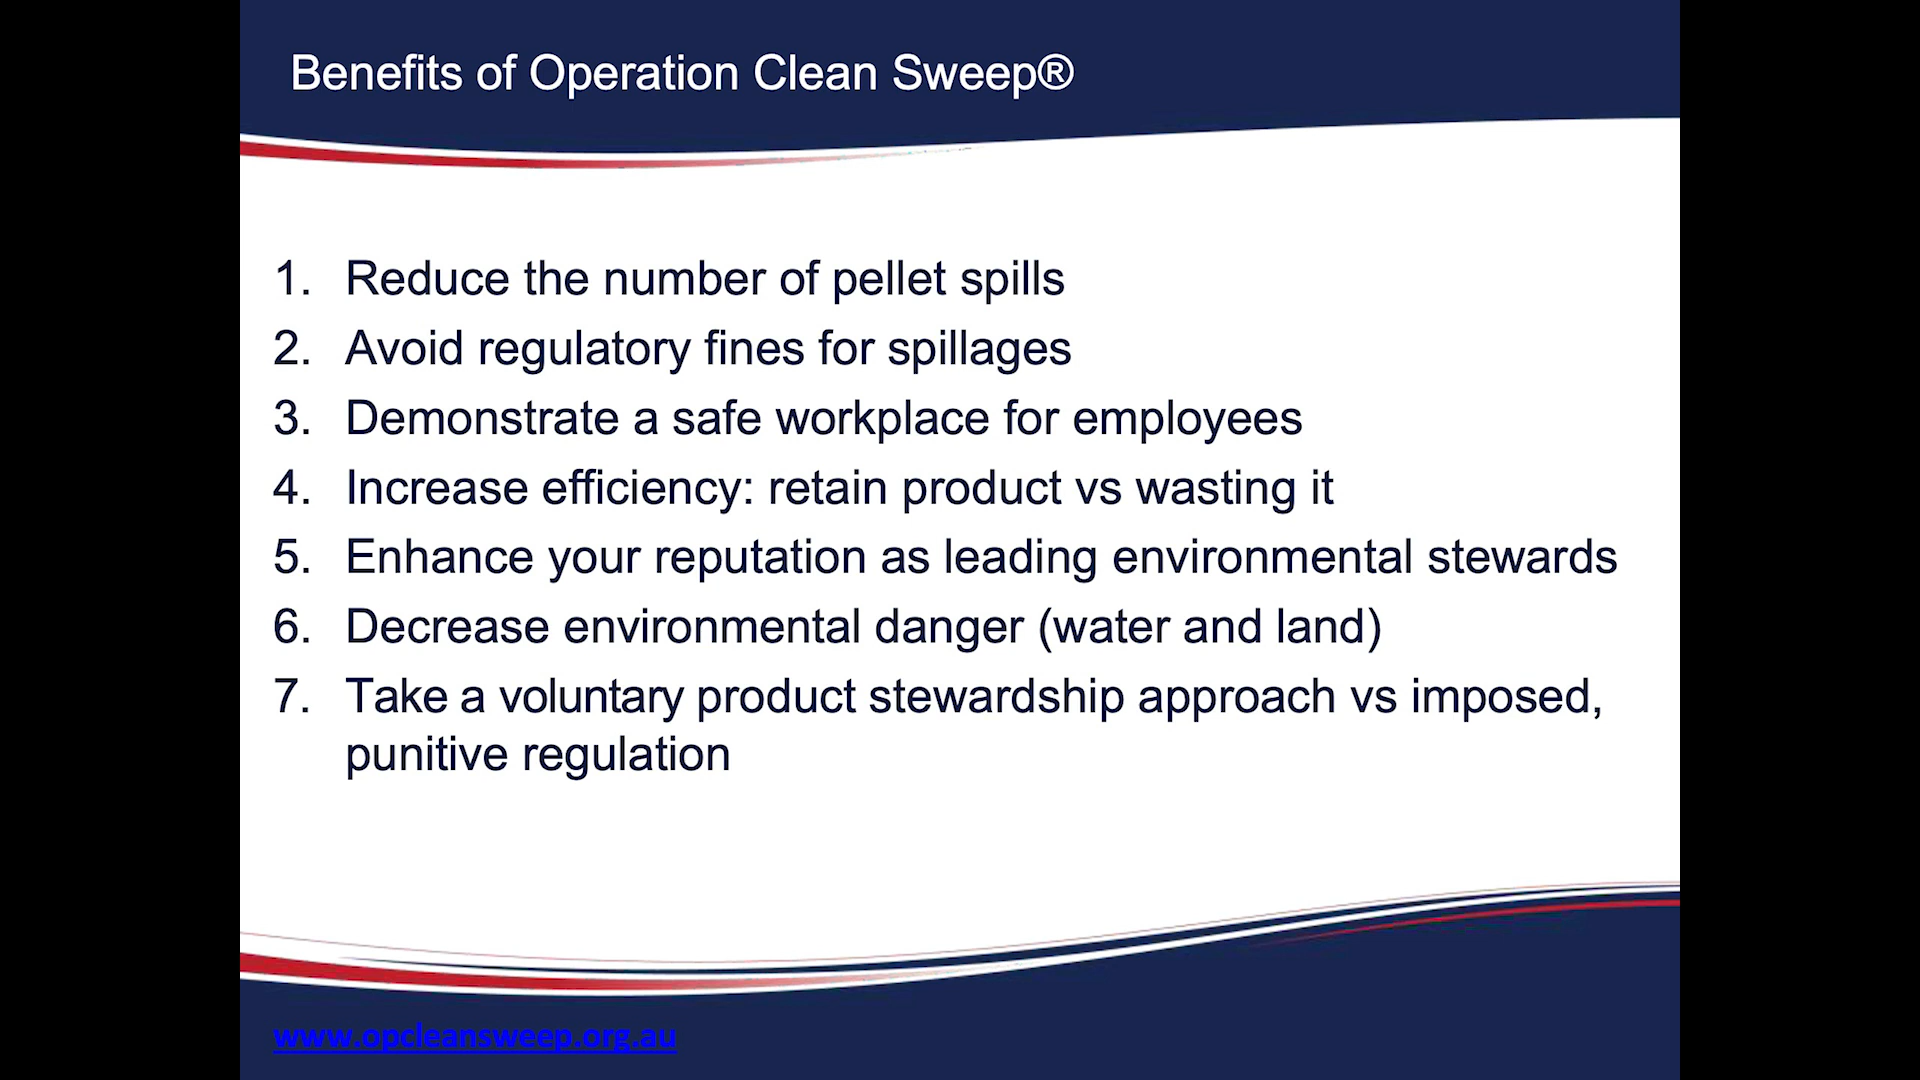 Benefits of Operation Clean Sweep®
1. Reduce the number of pellet spills
2. Avoid regulatory fines for spillages
3. Demonstrate a safe workplace for employees
4. Increase efficiency: retain product vs wasting it
5. Enhance your reputation as leading environmental stewards
6. Decrease environmental danger (water and land)
7. Take a voluntary product stewardship approach vs imposed,
punitive regulation
www.opcleansweep.org.au